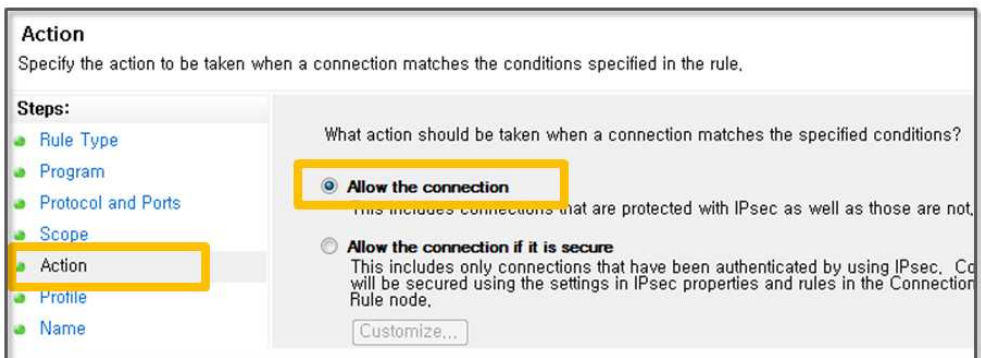 Action
Specify the action to be taken when a connection matches the conditions specified in the rule.
Steps:
Rule Type
Program
Protocol and Ports
Scope
Action
Profile
Name
What action should be taken when a connection matches the specified conditions?
Allow the connection
This includes connections that are protected with IPsec as well as those are not.
Allow the connection if it is secure
This includes only connections that have been authenticated by using IPsec. Co
will be secured using the settings in IPsec properties and rules in the Connection
Rule node.
Customize...